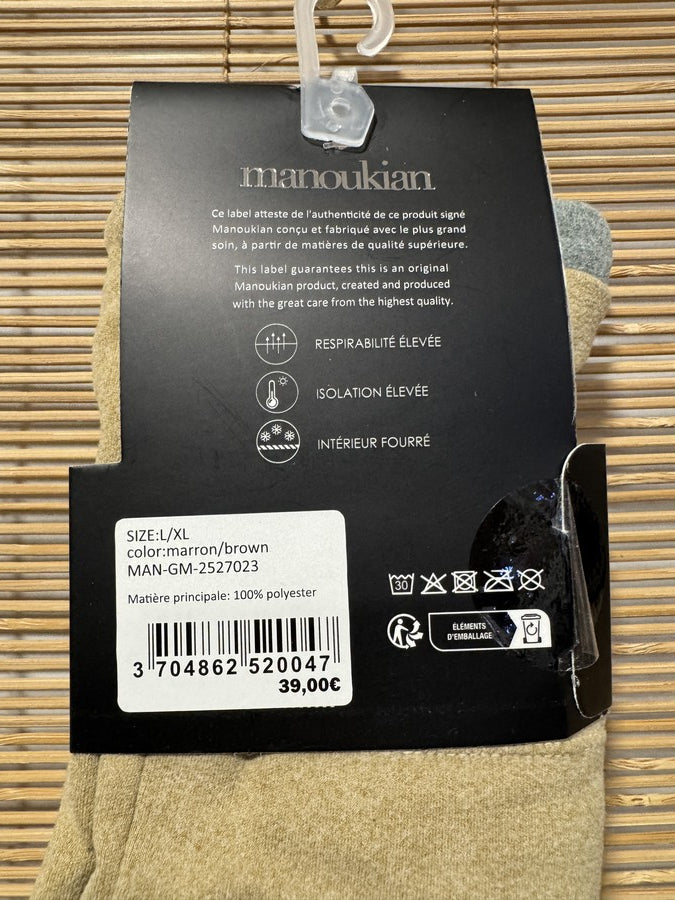 manoukian
Ce label atteste de l'authenticité de ce produit signé
Manoukian conçu et fabriqué avec le plus grand
soin, à partir de matières de qualité supérieure.
This label guarantees this is an original
Manoukian product, created and produced
with the great care from the highest quality.
RESPIRABILITÉ ÉLEVÉE
ISOLATION ÉLEVÉE
INTÉRIEUR FOURRÉ
SIZE:L/XL
color:marron/brown
MAN-GM-2527023
Matière principale: 100% polyester
3 704862 520047
39,00€
30
ÉLÉMENTS
D'EMBALLAGE